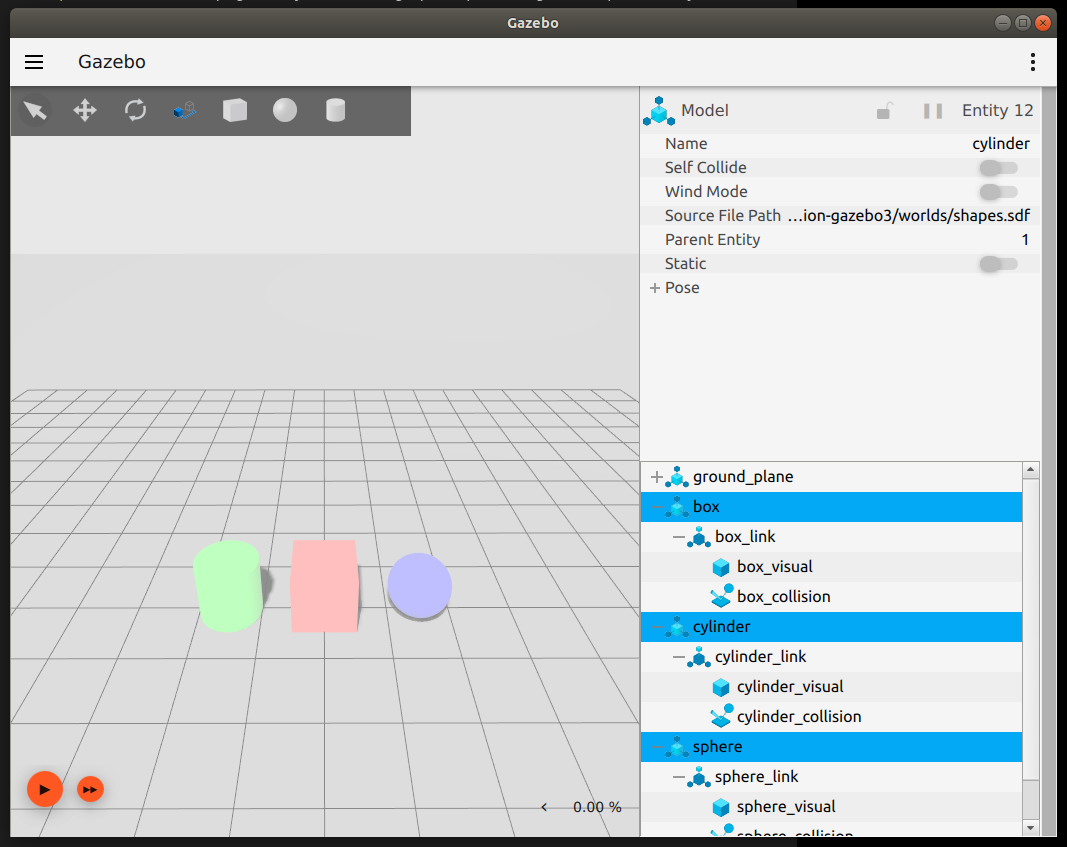 Gazebo
Gazebo
Model Entity 12
Name cylinder
Self Collide
Wind Mode
Source File Path ...ion-gazebo3/worlds/shapes.sdf
Parent Entity 1
Static
+ Pose
ground_plane
box
box_link
box_visual
box_collision
cylinder
cylinder_link
cylinder_visual
cylinder_collision
sphere
sphere_link
sphere_visual
sphere_collision
< 0.00 %